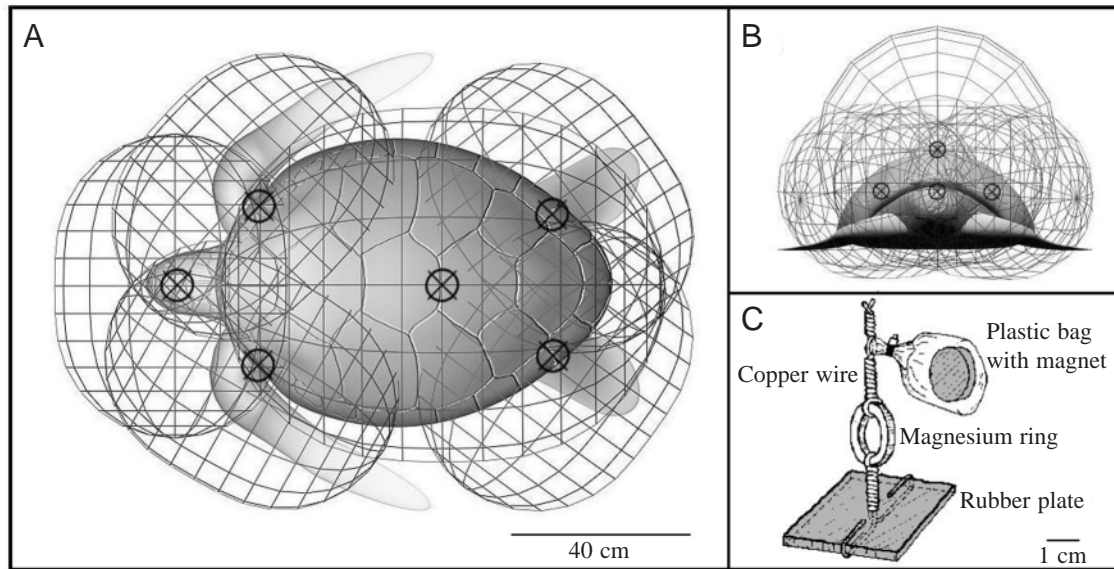 A
40 cm
B
C
Plastic bag
with magnet
Copper wire
Magnesium ring
Rubber plate
1 cm